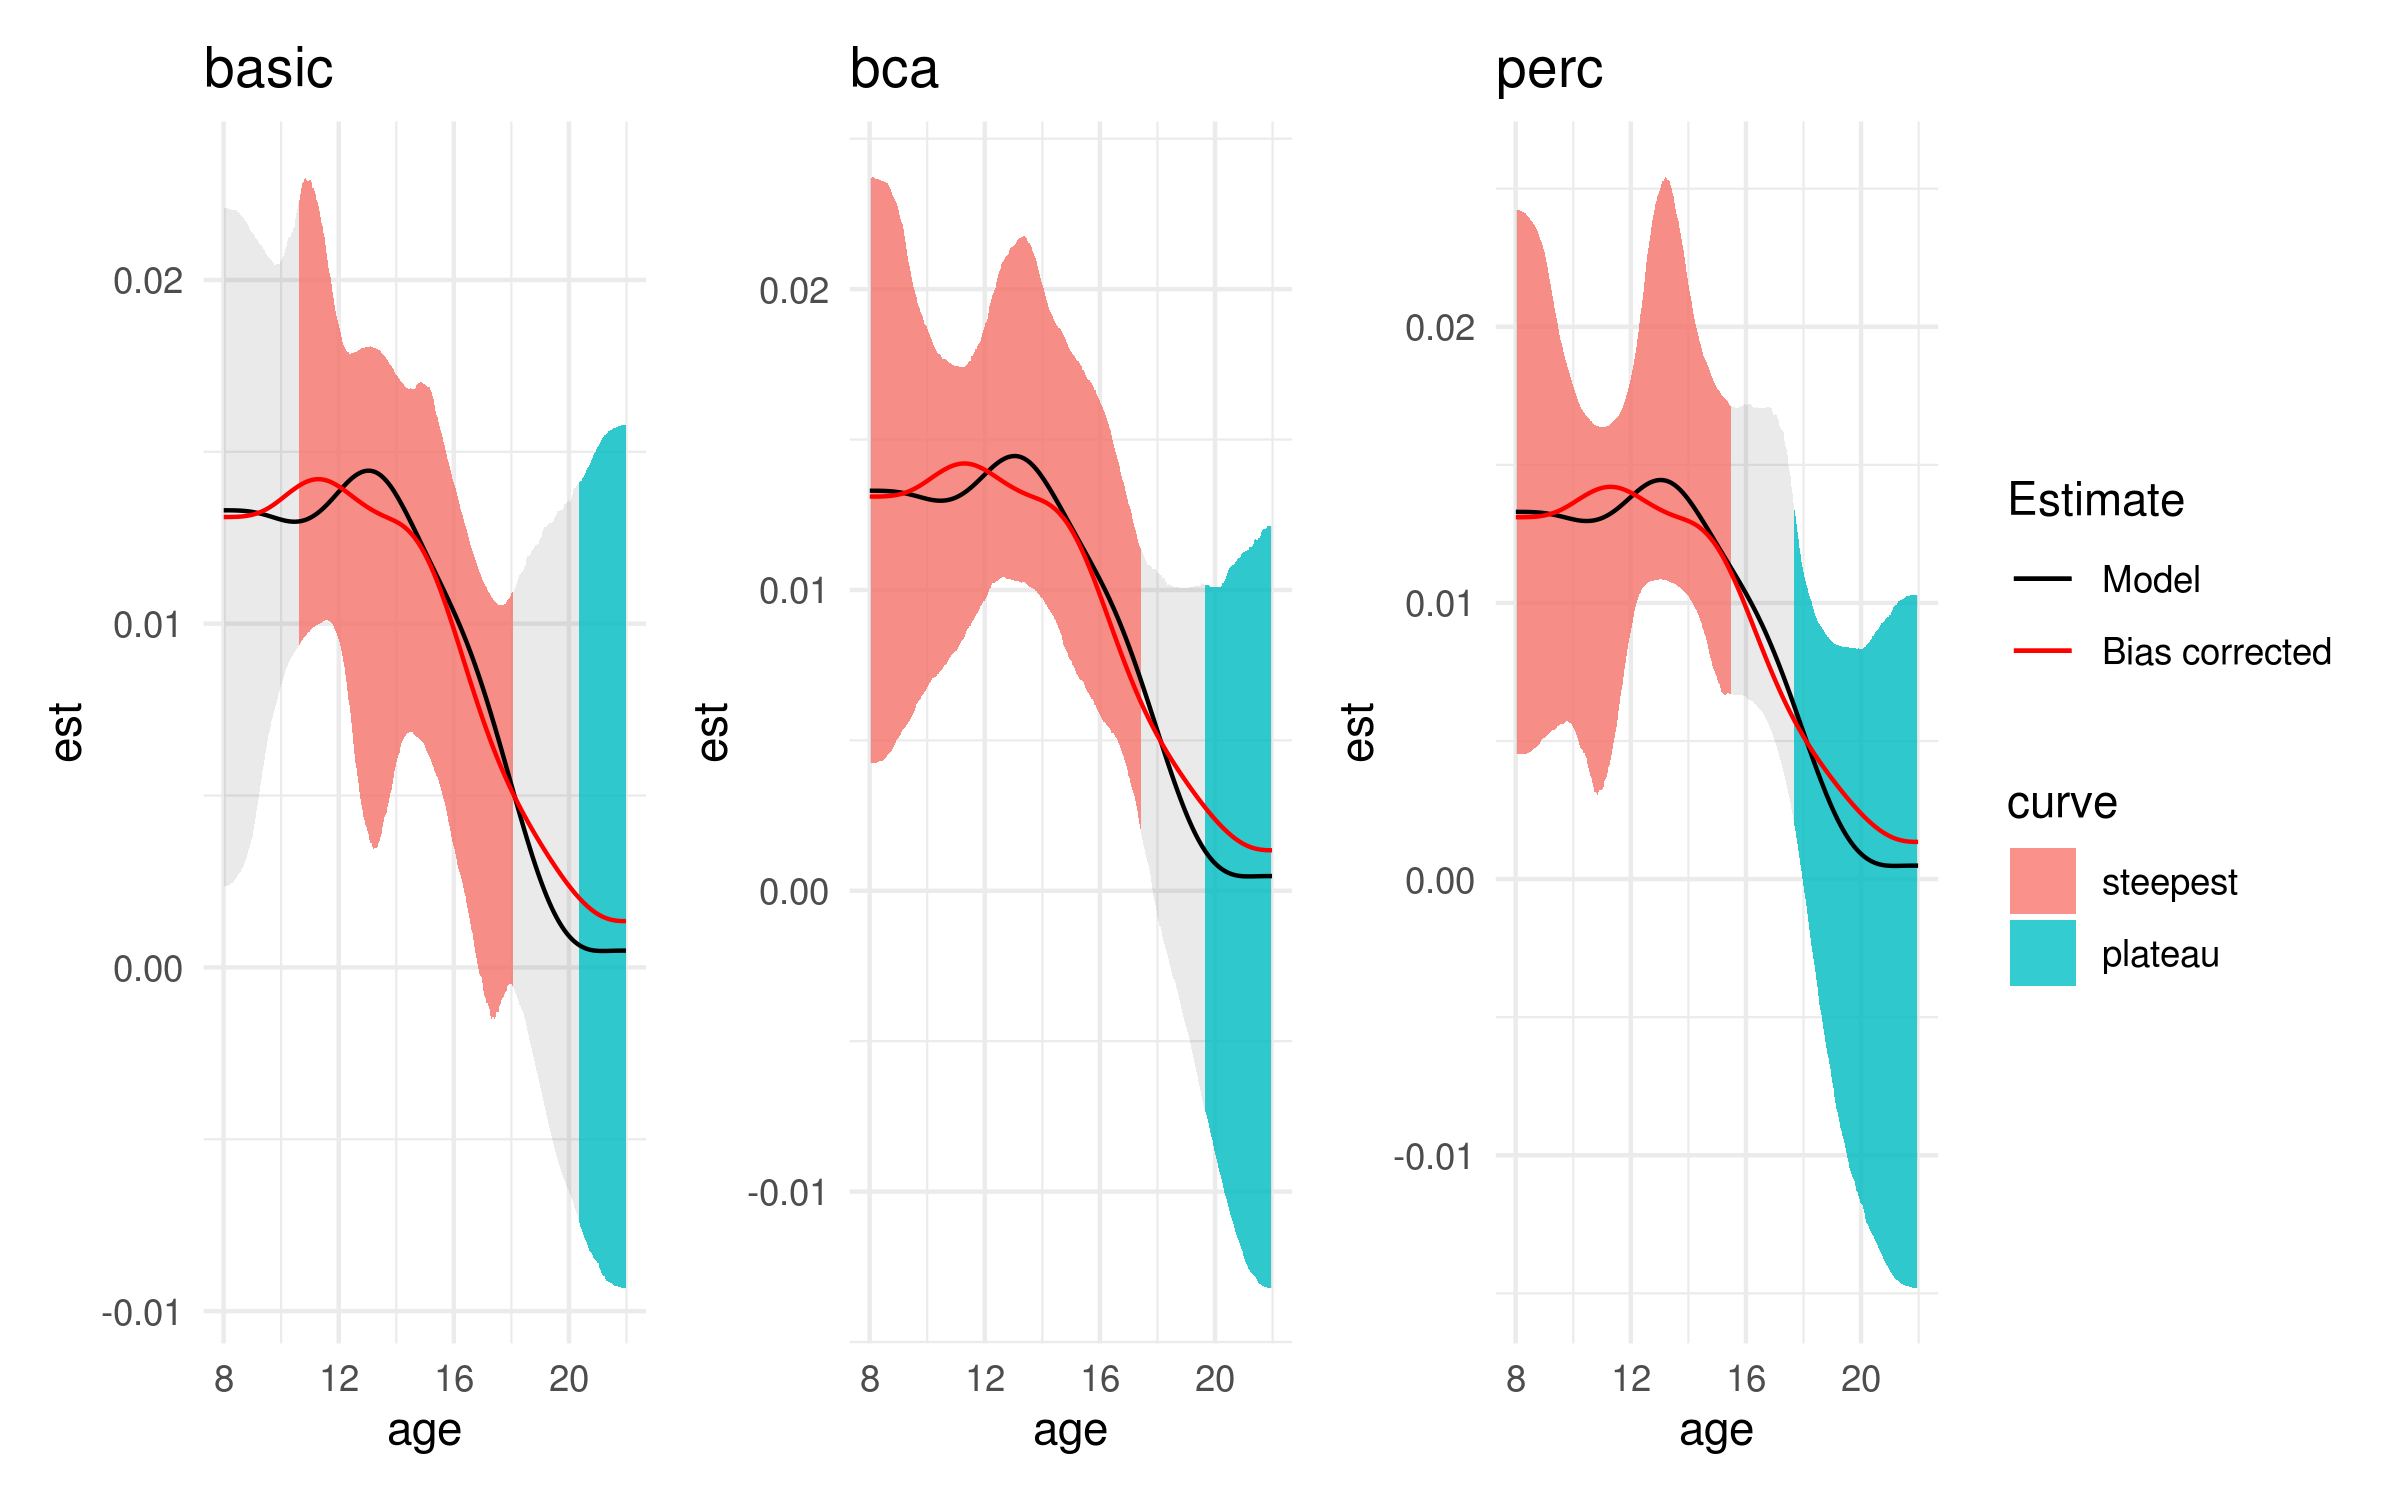 basic
est
0.02
0.01
0.00
-0.01
8 12 16 20
age
bca
est
0.02
0.01
0.00
-0.01
8 12 16 20
age
perc
est
0.02
0.01
0.00
-0.01
8 12 16 20
age
Estimate
Model
Bias corrected
curve
steepest
plateau